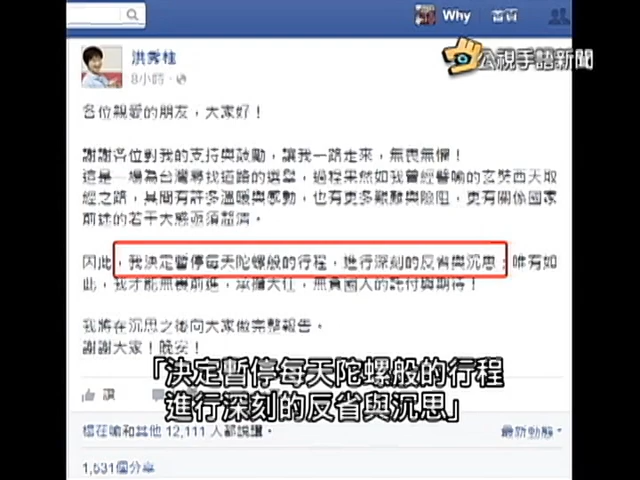 Why 首頁
公視手語新聞
洪秀柱
8小時
各位親愛的朋友，大家好！
謝謝各位對我的支持與鼓勵，讓我一路走來，無畏無懼！
這是一場為台灣尋找道路的選舉，過程果然如我曾經譬喻的玄奘西天取
經之路，其間有許多溫暖與感動，也有更多艱難與險阻，更有關係國家
前途的若干大惑亟須釐清。
因此，我決定暫停每天陀螺般的行程，進行深刻的反省與沉思；唯有如
此，我才能無畏前進，承擔大任，無負國人的託付與期待！
我將在沉思之後向大家做完整報告。
謝謝大家！晚安！
「決定暫停每天陀螺般的行程
進行深刻的反省與沉思」
讚
和其他 12,111 人都說讚。
最新動態
1,531個分享